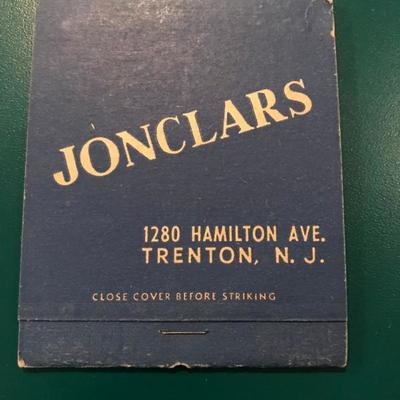 JONCLARS
1280 HAMILTON AVE.
TRENTON, N. J.
CLOSE COVER BEFORE STRIKING